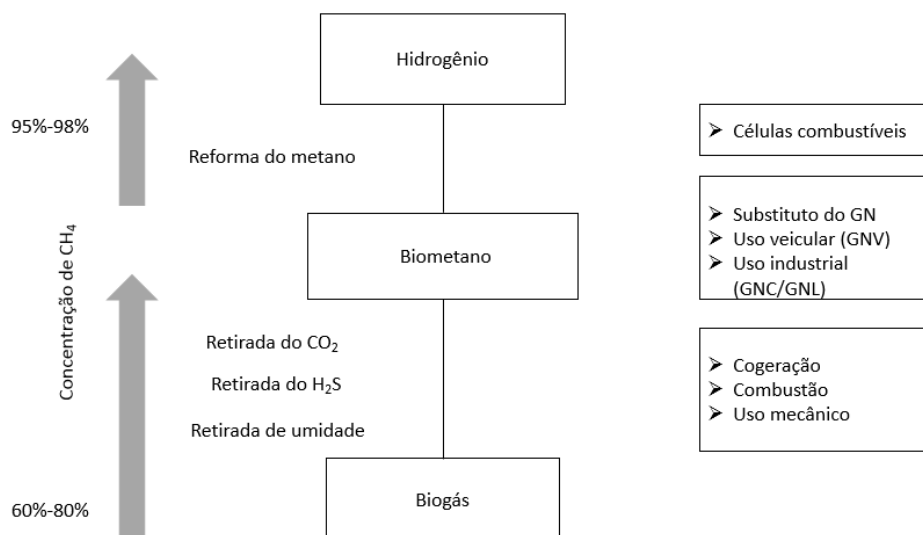 Hidrogênio
95%-98%
➢ Células combustíveis
Reforma do metano
Concentração de CH₄
Biometano
➢ Substituto do GN
➢ Uso veicular (GNV)
➢ Uso industrial
(GNC/GNL)
Retirada do CO₂
Retirada do H₂S
Retirada de umidade
➢ Cogeração
➢ Combustão
➢ Uso mecânico
Biogás
60%-80%